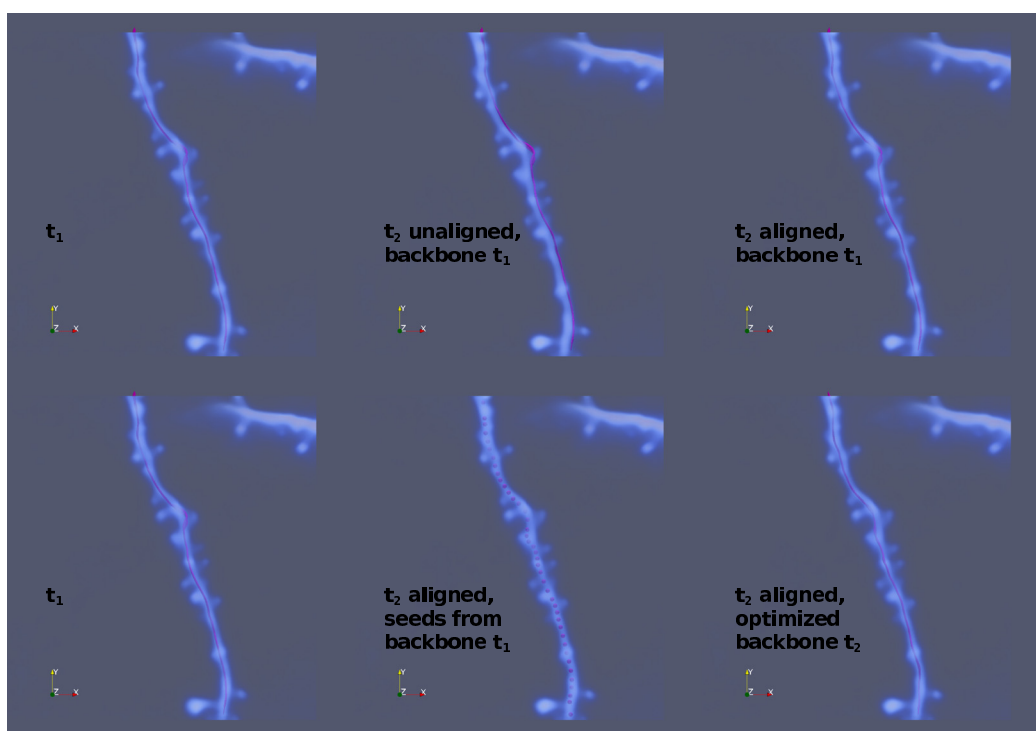 t₁
t₂ unaligned,
backbone t₁
t₂ aligned,
backbone t₁
Y
Z X
Y
Z X
Y
Z X
t₁
t₂ aligned,
seeds from
backbone t₁
t₂ aligned,
optimized
backbone t₂
Y
Z X
Y
Z X
Y
Z X